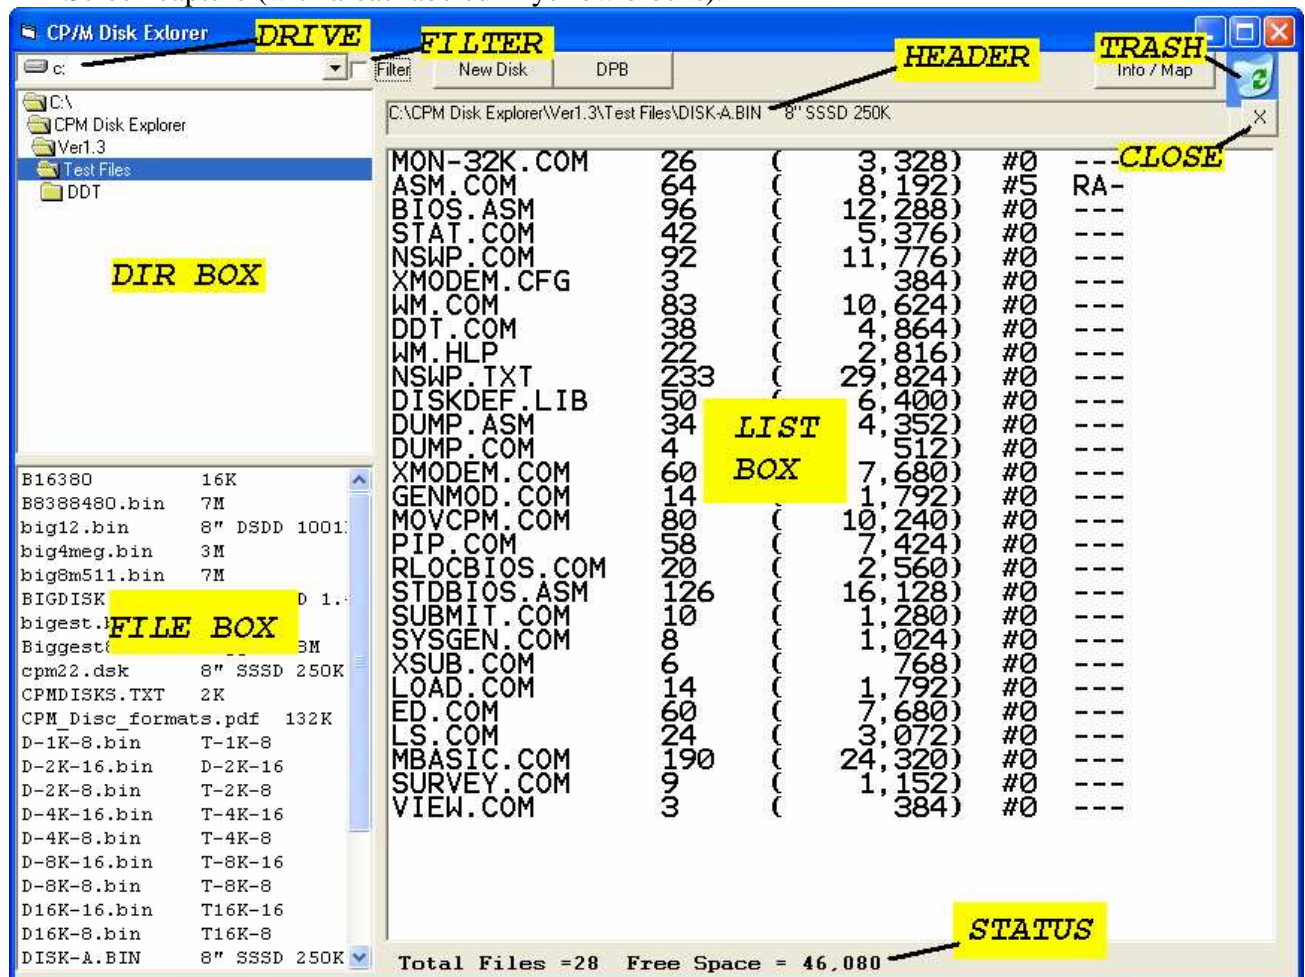 Screen capture (with areas labeled in yellow blocks):
CP/M Disk Exlorer
DRIVE
FILTER
HEADER
TRASH
c:
Filter
New Disk
DPB
Info / Map
C:\
CPM Disk Explorer
Ver1.3
Test Files
DDT
DIR BOX
C:\CPM Disk Explorer\Ver1.3\Test Files\DISK-A.BIN 8" SSSD 250K
X
CLOSE
MON-32K.COM 26 ( 3,328) #0 ---
ASM.COM 64 ( 8,192) #5 RA-
BIOS.ASM 96 ( 12,288) #0 ---
STAT.COM 42 ( 5,376) #0 ---
NSWP.COM 92 ( 11,776) #0 ---
XMODEM.CFG 3 ( 384) #0 ---
WM.COM 83 ( 10,624) #0 ---
DDT.COM 38 ( 4,864) #0 ---
WM.HLP 22 ( 2,816) #0 ---
NSWP.TXT 233 ( 29,824) #0 ---
DISKDEF.LIB 50 ( 6,400) #0 ---
DUMP.ASM 34 4,352) #0 ---
DUMP.COM 4 512) #0 ---
XMODEM.COM 60 7,680) #0 ---
GENMOD.COM 14 ( 1,792) #0 ---
MOVCPM.COM 80 ( 10,240) #0 ---
PIP.COM 58 ( 7,424) #0 ---
RLOCBIOS.COM 20 ( 2,560) #0 ---
STDBIOS.ASM 126 ( 16,128) #0 ---
SUBMIT.COM 10 ( 1,280) #0 ---
SYSGEN.COM 8 ( 1,024) #0 ---
XSUB.COM 6 ( 768) #0 ---
LOAD.COM 14 ( 1,792) #0 ---
ED.COM 60 ( 7,680) #0 ---
LS.COM 24 ( 3,072) #0 ---
MBASIC.COM 190 ( 24,320) #0 ---
SURVEY.COM 9 ( 1,152) #0 ---
VIEW.COM 3 ( 384) #0 ---
LIST
BOX
B16380 16K
B8388480.bin 7M
big12.bin 8" DSDD 1001
big4meg.bin 3M
big8m511.bin 7M
BIGDISK D 1.
bigest.
Biggest 8M
FILE BOX
cpm22.dsk 8" SSSD 250K
CPMDISKS.TXT 2K
CPM_Disc_formats.pdf 132K
D-1K-8.bin T-1K-8
D-2K-16.bin D-2K-16
D-2K-8.bin T-2K-8
D-4K-16.bin T-4K-16
D-4K-8.bin T-4K-8
D-8K-16.bin T-8K-16
D-8K-8.bin T-8K-8
D16K-16.bin T16K-16
D16K-8.bin T16K-8
DISK-A.BIN 8" SSSD 250K
STATUS
Total Files =28 Free Space = 46,080